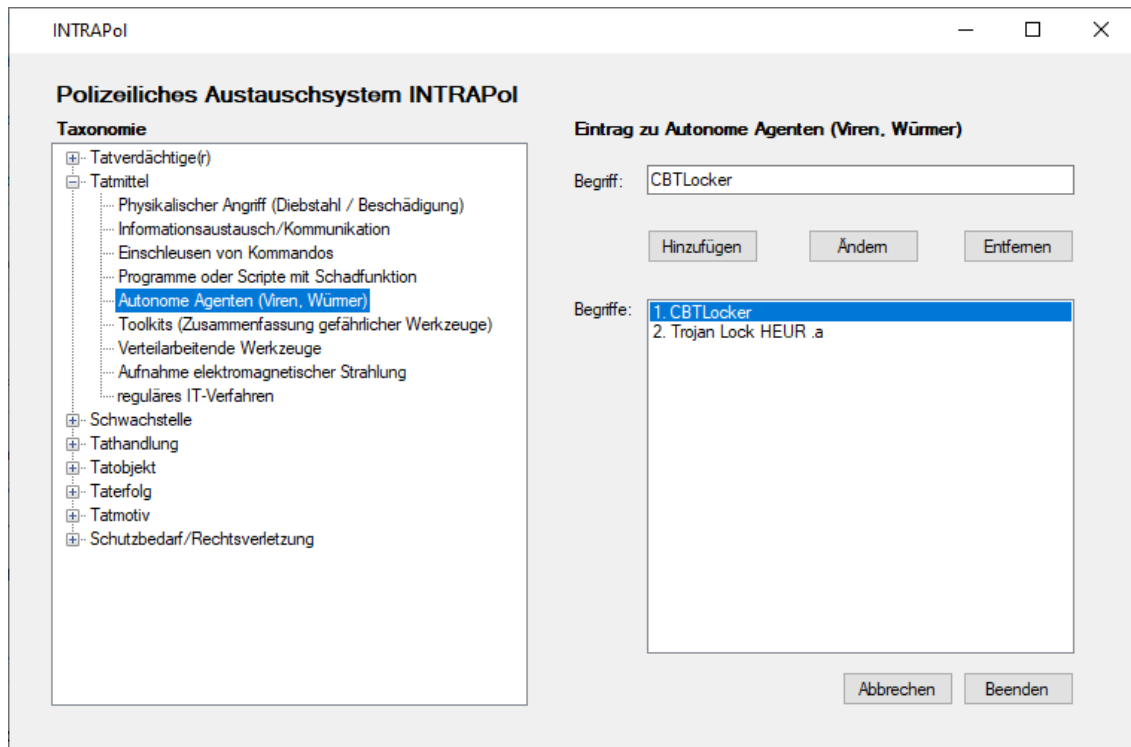 INTRAPol
Polizeiliches Austauschsystem INTRAPol
Taxonomie
Tatverdächtige(r)
Tatmittel
Physikalischer Angriff (Diebstahl / Beschädigung)
Informationsaustausch/Kommunikation
Einschleusen von Kommandos
Programme oder Scripte mit Schadfunktion
Autonome Agenten (Viren, Würmer)
Toolkits (Zusammenfassung gefährlicher Werkzeuge)
Verteilarbeitende Werkzeuge
Aufnahme elektromagnetischer Strahlung
reguläres IT-Verfahren
Schwachstelle
Tathandlung
Tatobjekt
Taterfolg
Tatmotiv
Schutzbedarf/Rechtsverletzung
Eintrag zu Autonome Agenten (Viren, Würmer)
Begriff: CBTLocker
Hinzufügen Ändern Entfernen
Begriffe: 1. CBTLocker
2. Trojan Lock HEUR .a
Abbrechen Beenden